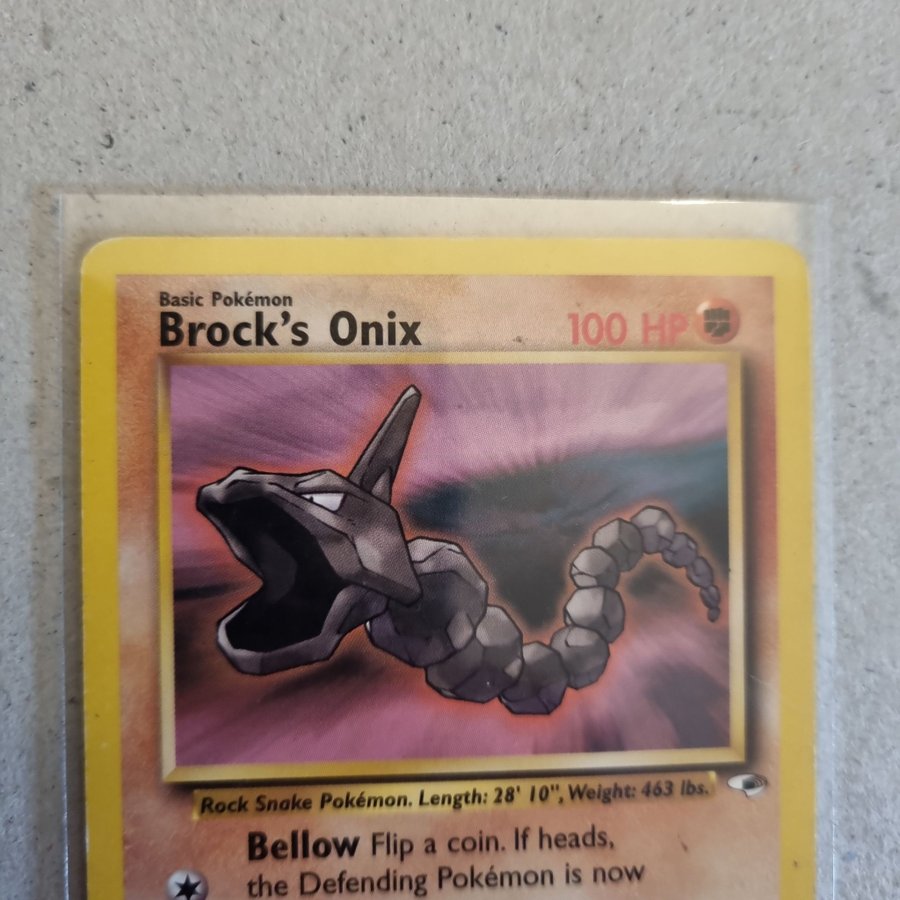 Basic Pokémon
Brock's Onix 100 HP
Rock Snake Pokémon. Length: 28' 10", Weight: 463 lbs.
Bellow Flip a coin. If heads,
the Defending Pokémon is now